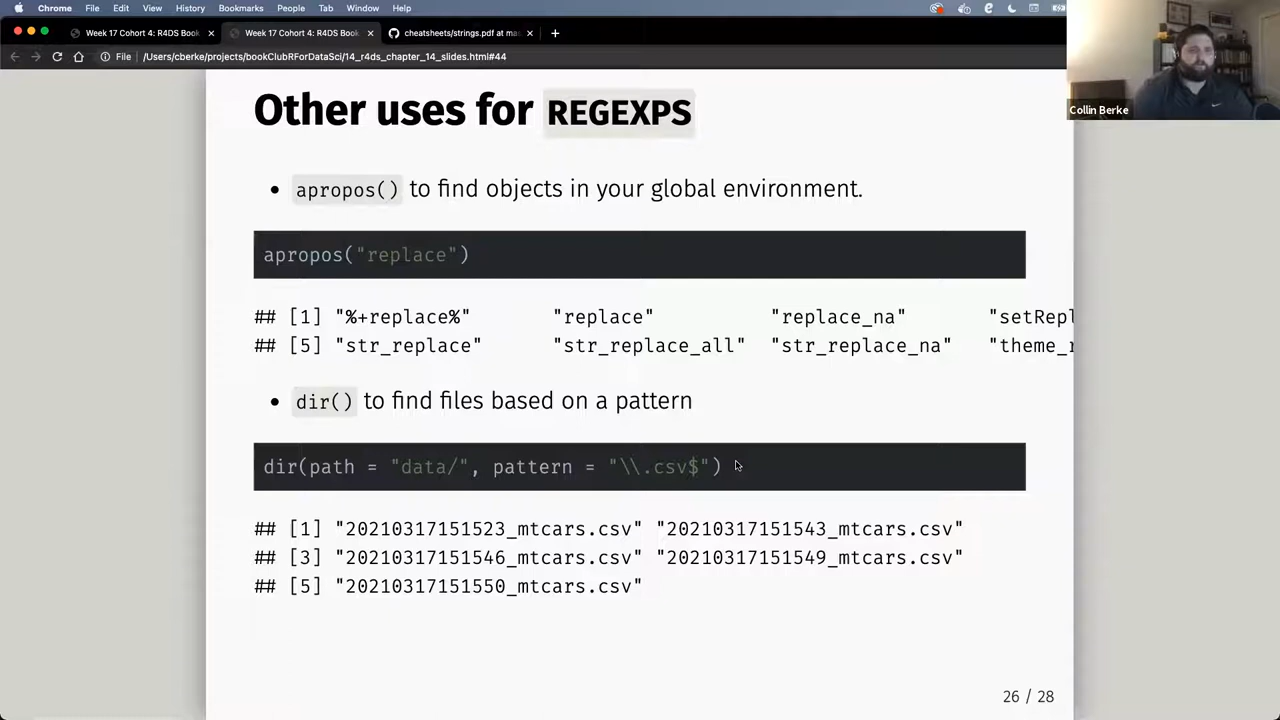 Chrome File Edit View History Bookmarks People Tab Window Help
Week 17 Cohort 4: R4DS Boo
Week 17 Cohort 4: R4DS Boo
cheatsheets/strings.pdf at ma
File /Users/cberke/projects/bookClubRForDataSci/14_r4ds_chapter_14_slides.html#44
Collin Berke
Other uses for REGEXPS
• apropos() to find objects in your global environment.
apropos("replace")
## [1] "%+replace%" "replace" "replace_na" "setRepl
## [5] "str_replace" "str_replace_all" "str_replace_na" "theme_r
• dir() to find files based on a pattern
dir(path = "data/", pattern = "\\.csv$")
## [1] "20210317151523_mtcars.csv" "20210317151543_mtcars.csv"
## [3] "20210317151546_mtcars.csv" "20210317151549_mtcars.csv"
## [5] "20210317151550_mtcars.csv"
26 / 28